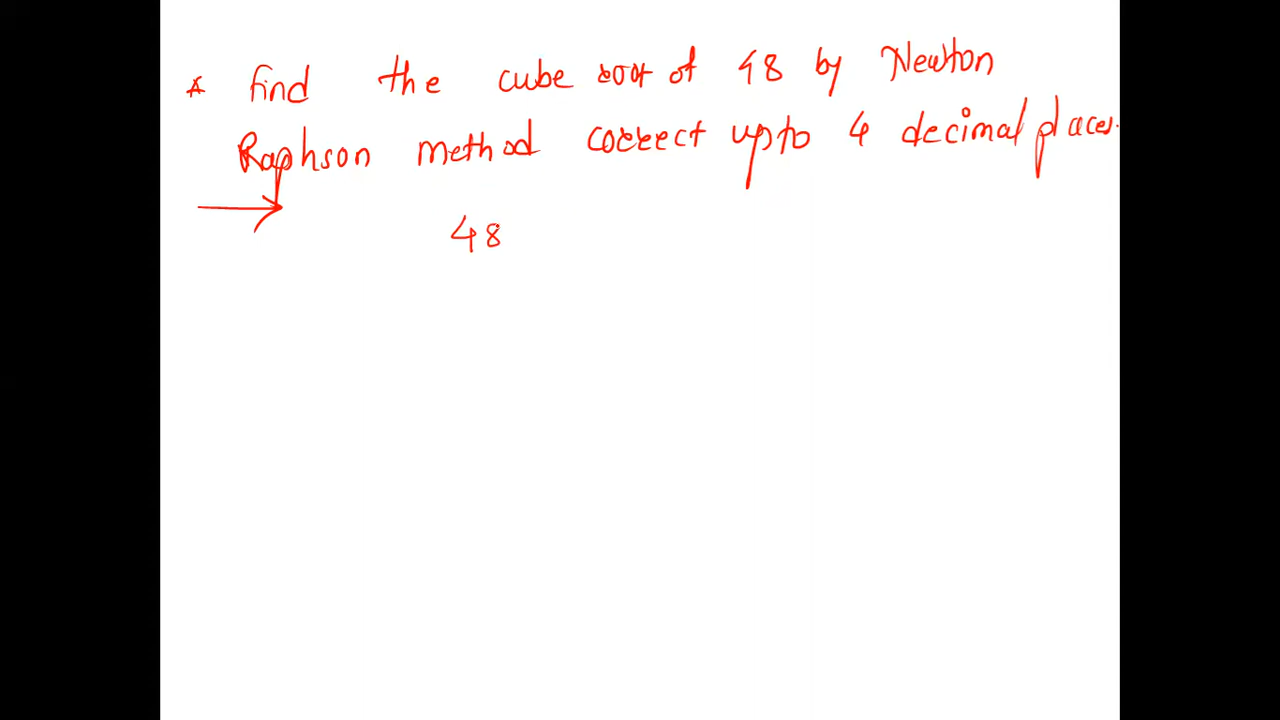 * Find the cube root of 48 by Newton
Raphson method correct upto 4 decimal places.
→ 48